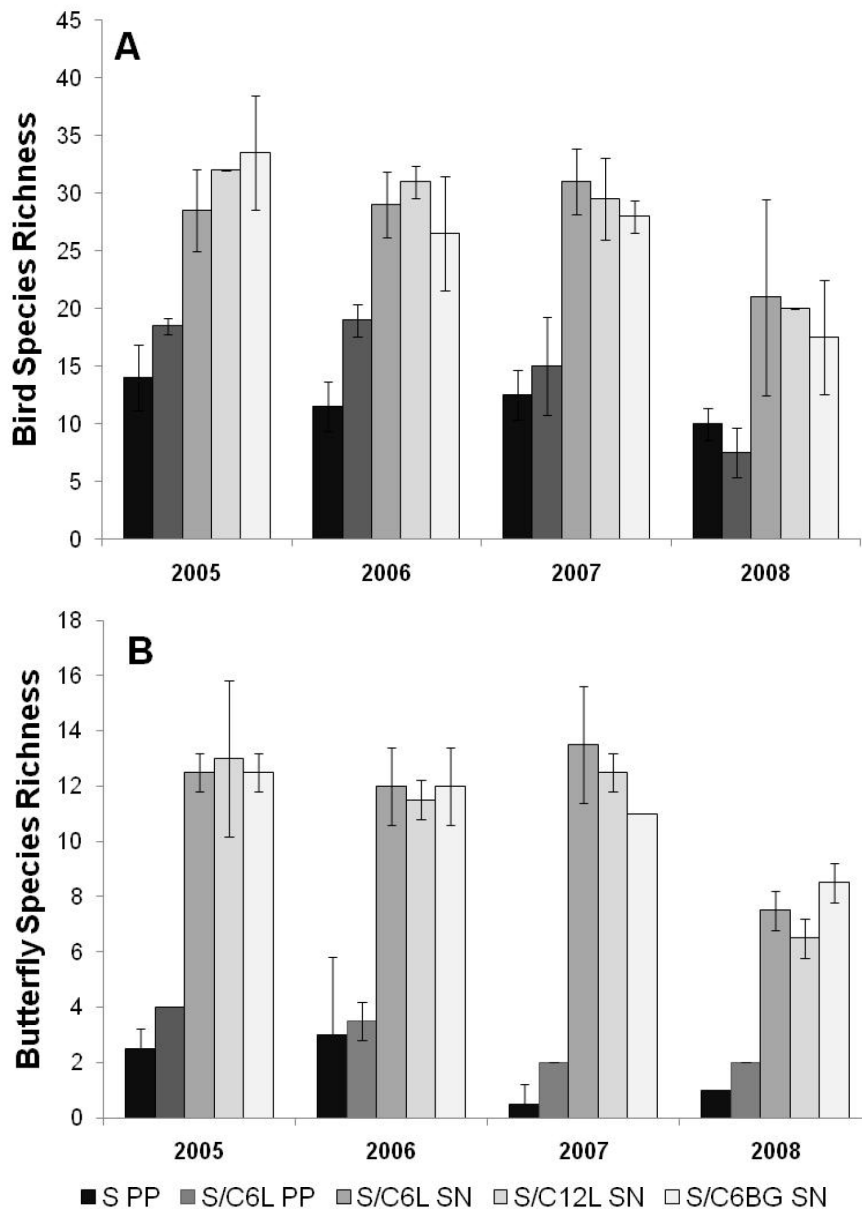 A
Bird Species Richness
45
40
35
30
25
20
15
10
5
0
2005 2006 2007 2008
B
Butterfly Species Richness
18
16
14
12
10
8
6
4
2
0
2005 2006 2007 2008
S PP S/C6L PP S/C6L SN S/C12L SN S/C6BG SN